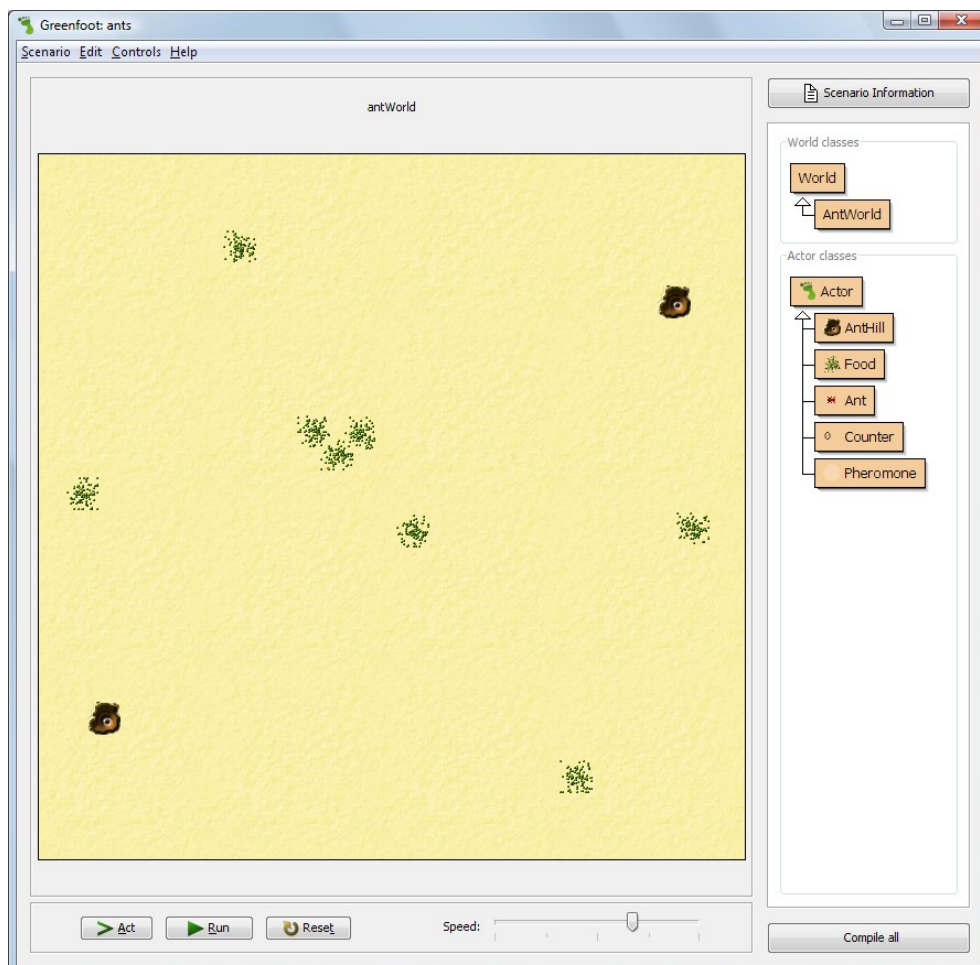 Greenfoot: ants
Scenario Edit Controls Help
antWorld
Scenario Information
World classes
World
AntWorld
Actor classes
Actor
AntHill
Food
Ant
Counter
Pheromone
Act Run Reset Speed:
Compile all